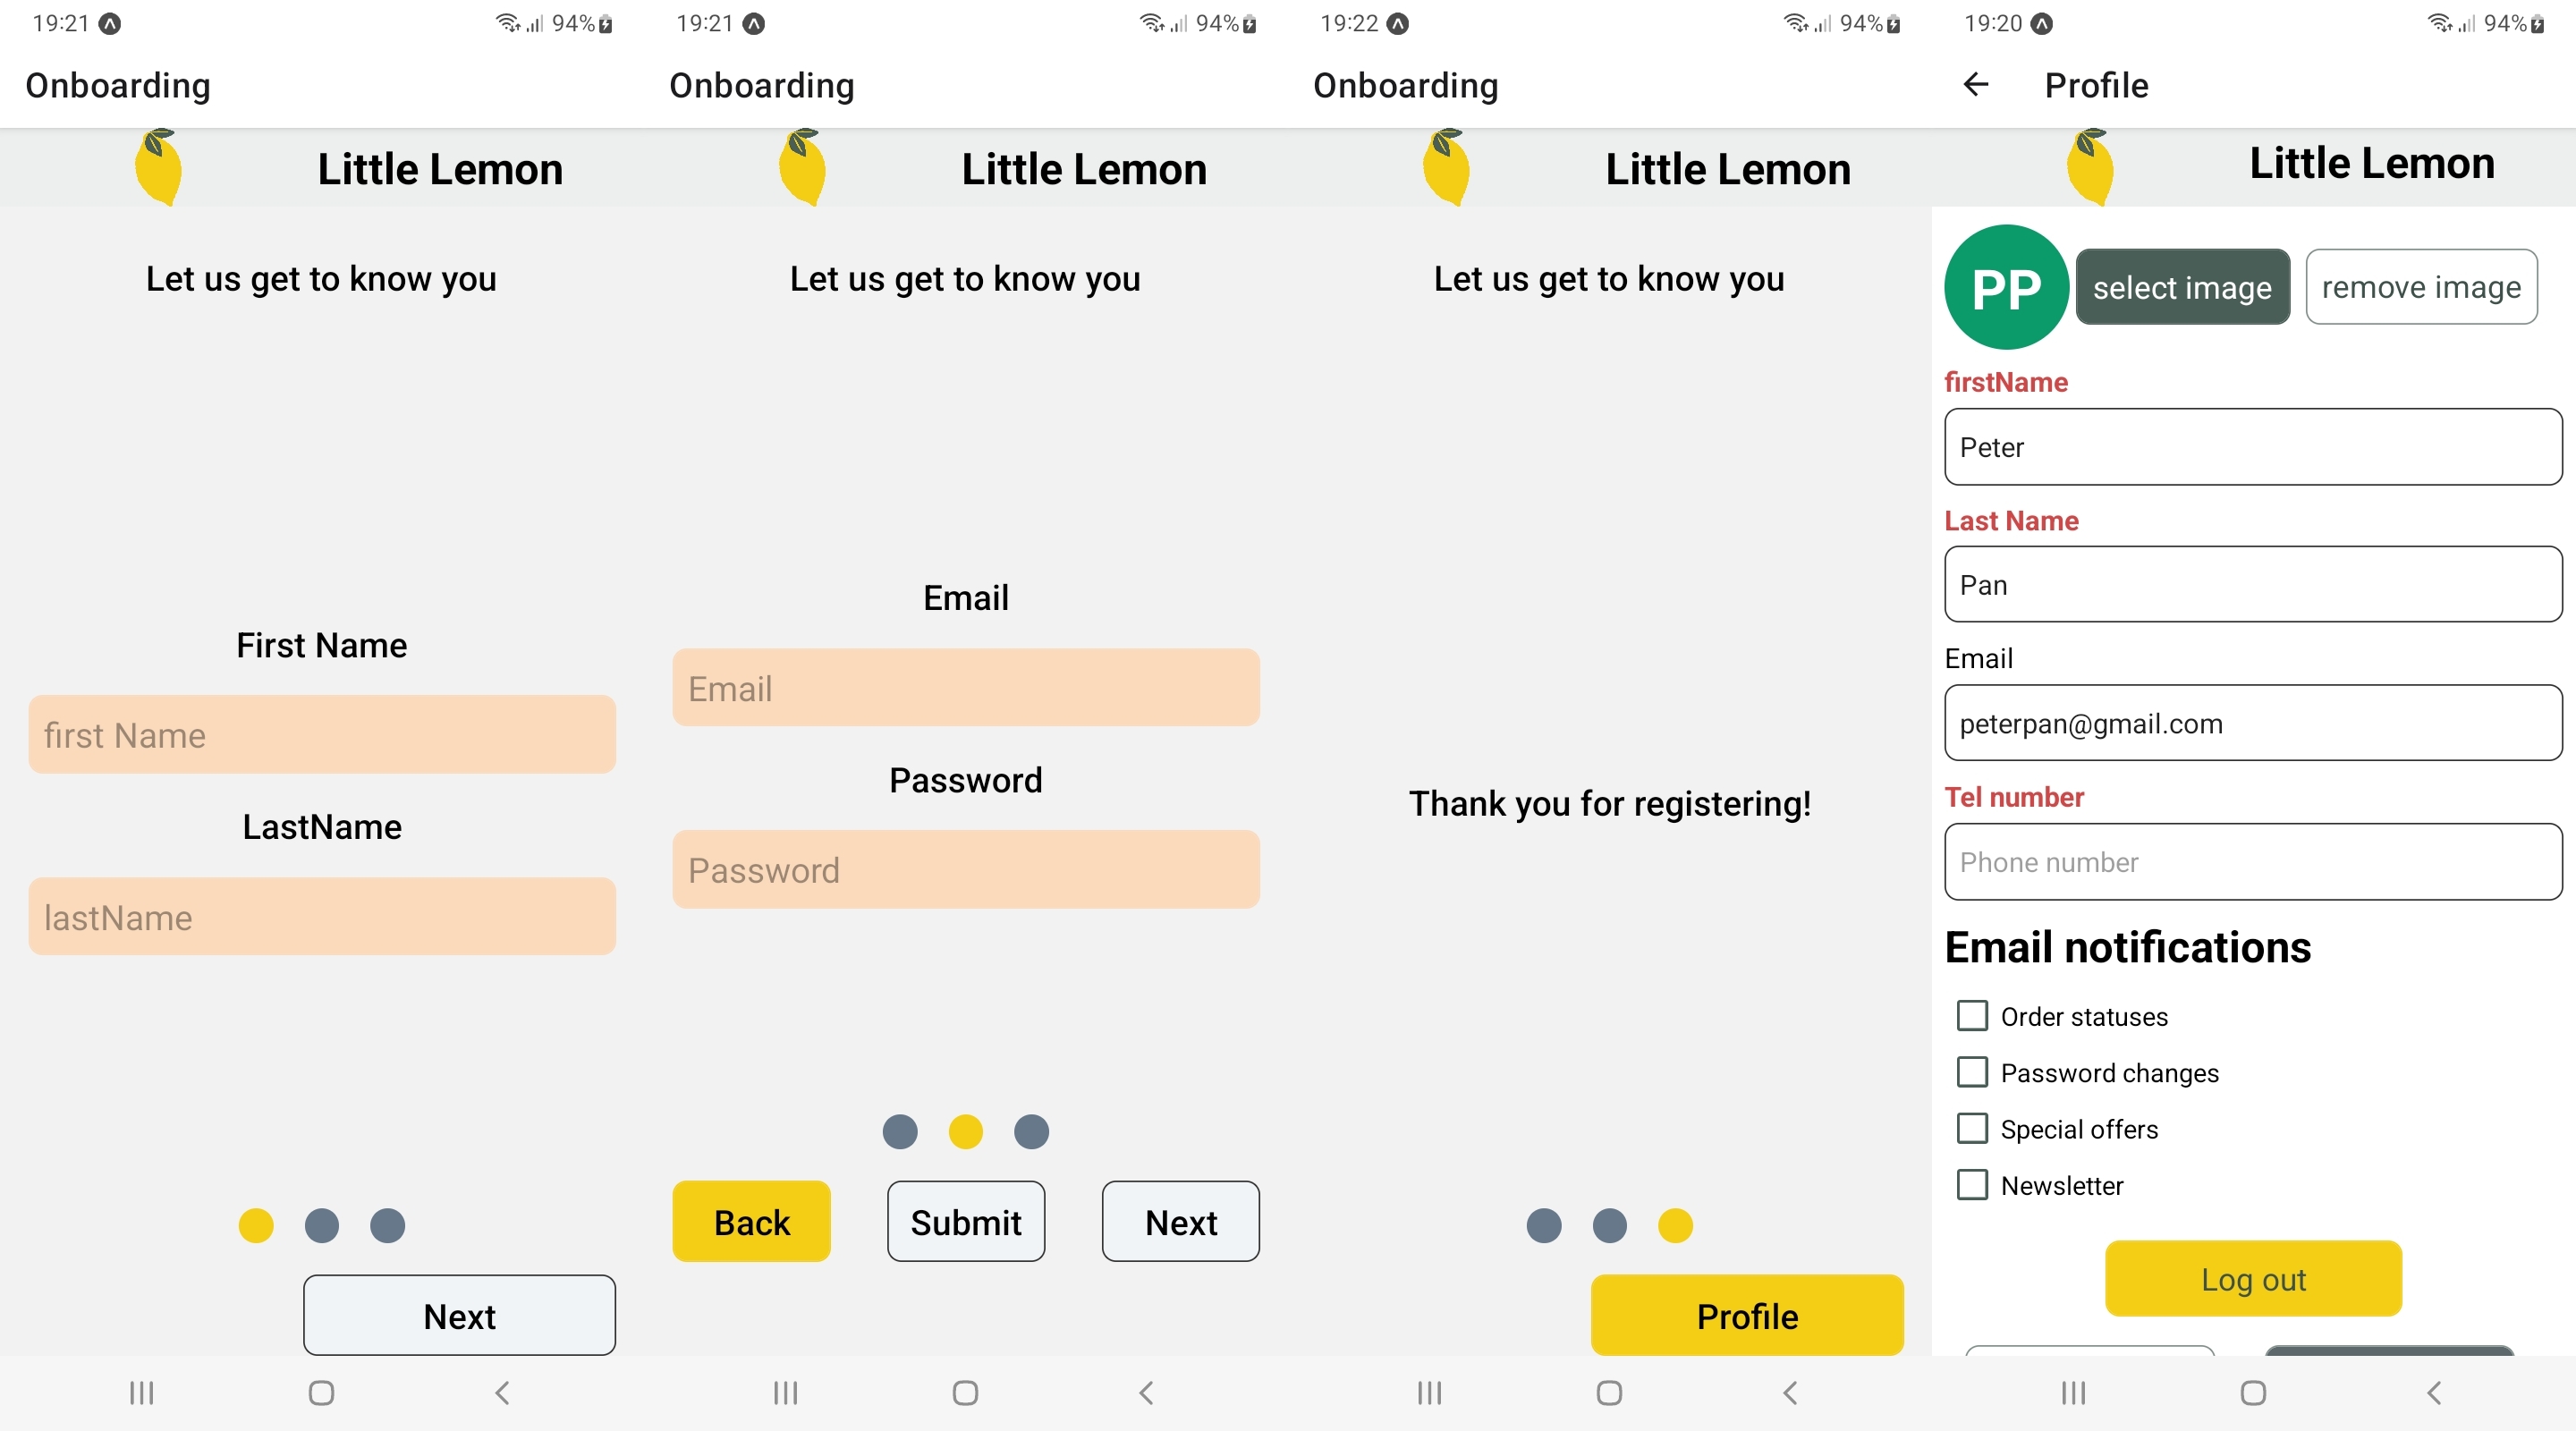 19:21 94%
Onboarding
Little Lemon
Let us get to know you
First Name
first Name
LastName
lastName
Next
19:21 94%
Onboarding
Little Lemon
Let us get to know you
Email
Email
Password
Password
Back Submit Next
19:22 94%
Onboarding
Little Lemon
Let us get to know you
Thank you for registering!
Profile
19:20 94%
Profile
Little Lemon
PP select image remove image
firstName
Peter
Last Name
Pan
Email
peterpan@gmail.com
Tel number
Phone number
Email notifications
Order statuses
Password changes
Special offers
Newsletter
Log out